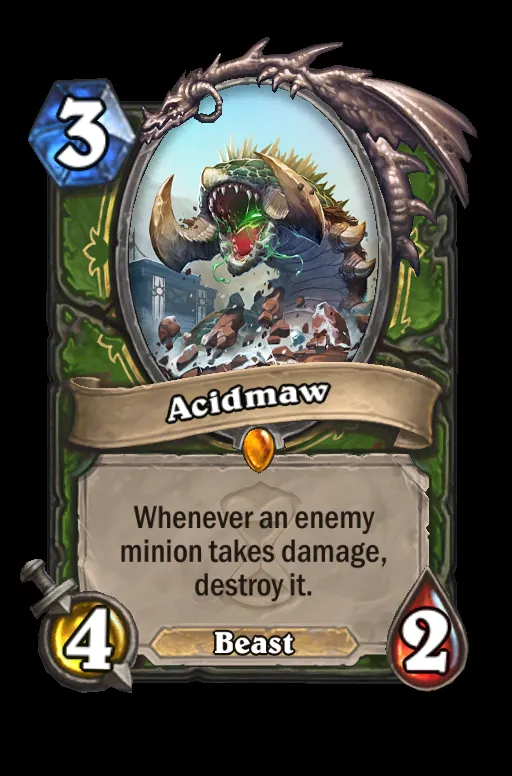 3
Acidmaw
Whenever an enemy
minion takes damage,
destroy it.
4
Beast
2